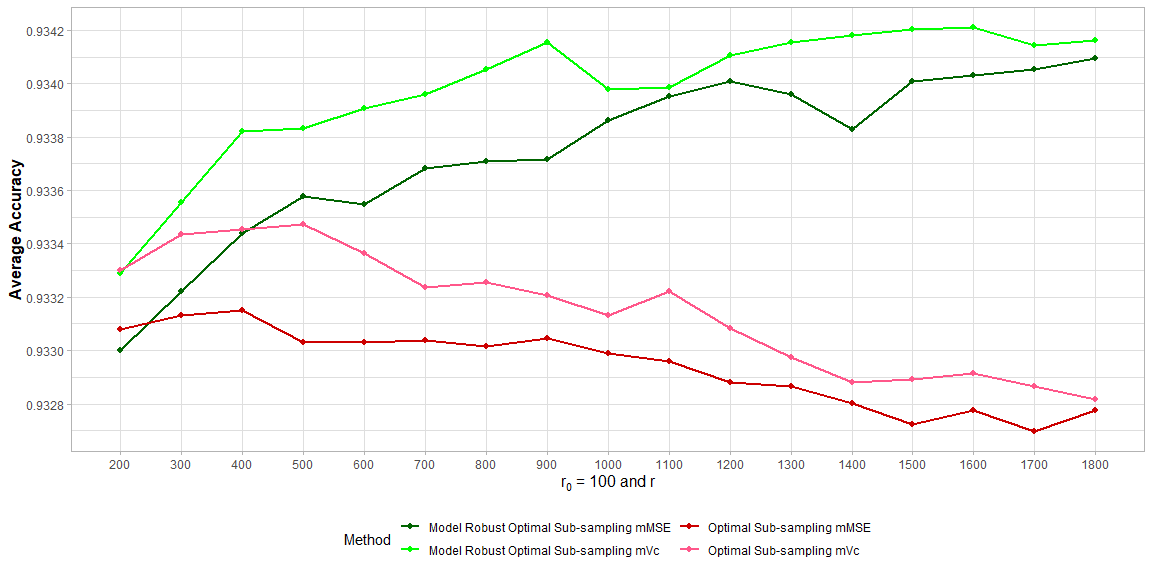 Average Accuracy
0.9342
0.9340
0.9338
0.9336
0.9334
0.9332
0.9330
0.9328
200 300 400 500 600 700 800 900 1000 1100 1200 1300 1400 1500 1600 1700 1800
r₀ = 100 and r
Method
Model Robust Optimal Sub-sampling mMSE
Model Robust Optimal Sub-sampling mVc
Optimal Sub-sampling mMSE
Optimal Sub-sampling mVc